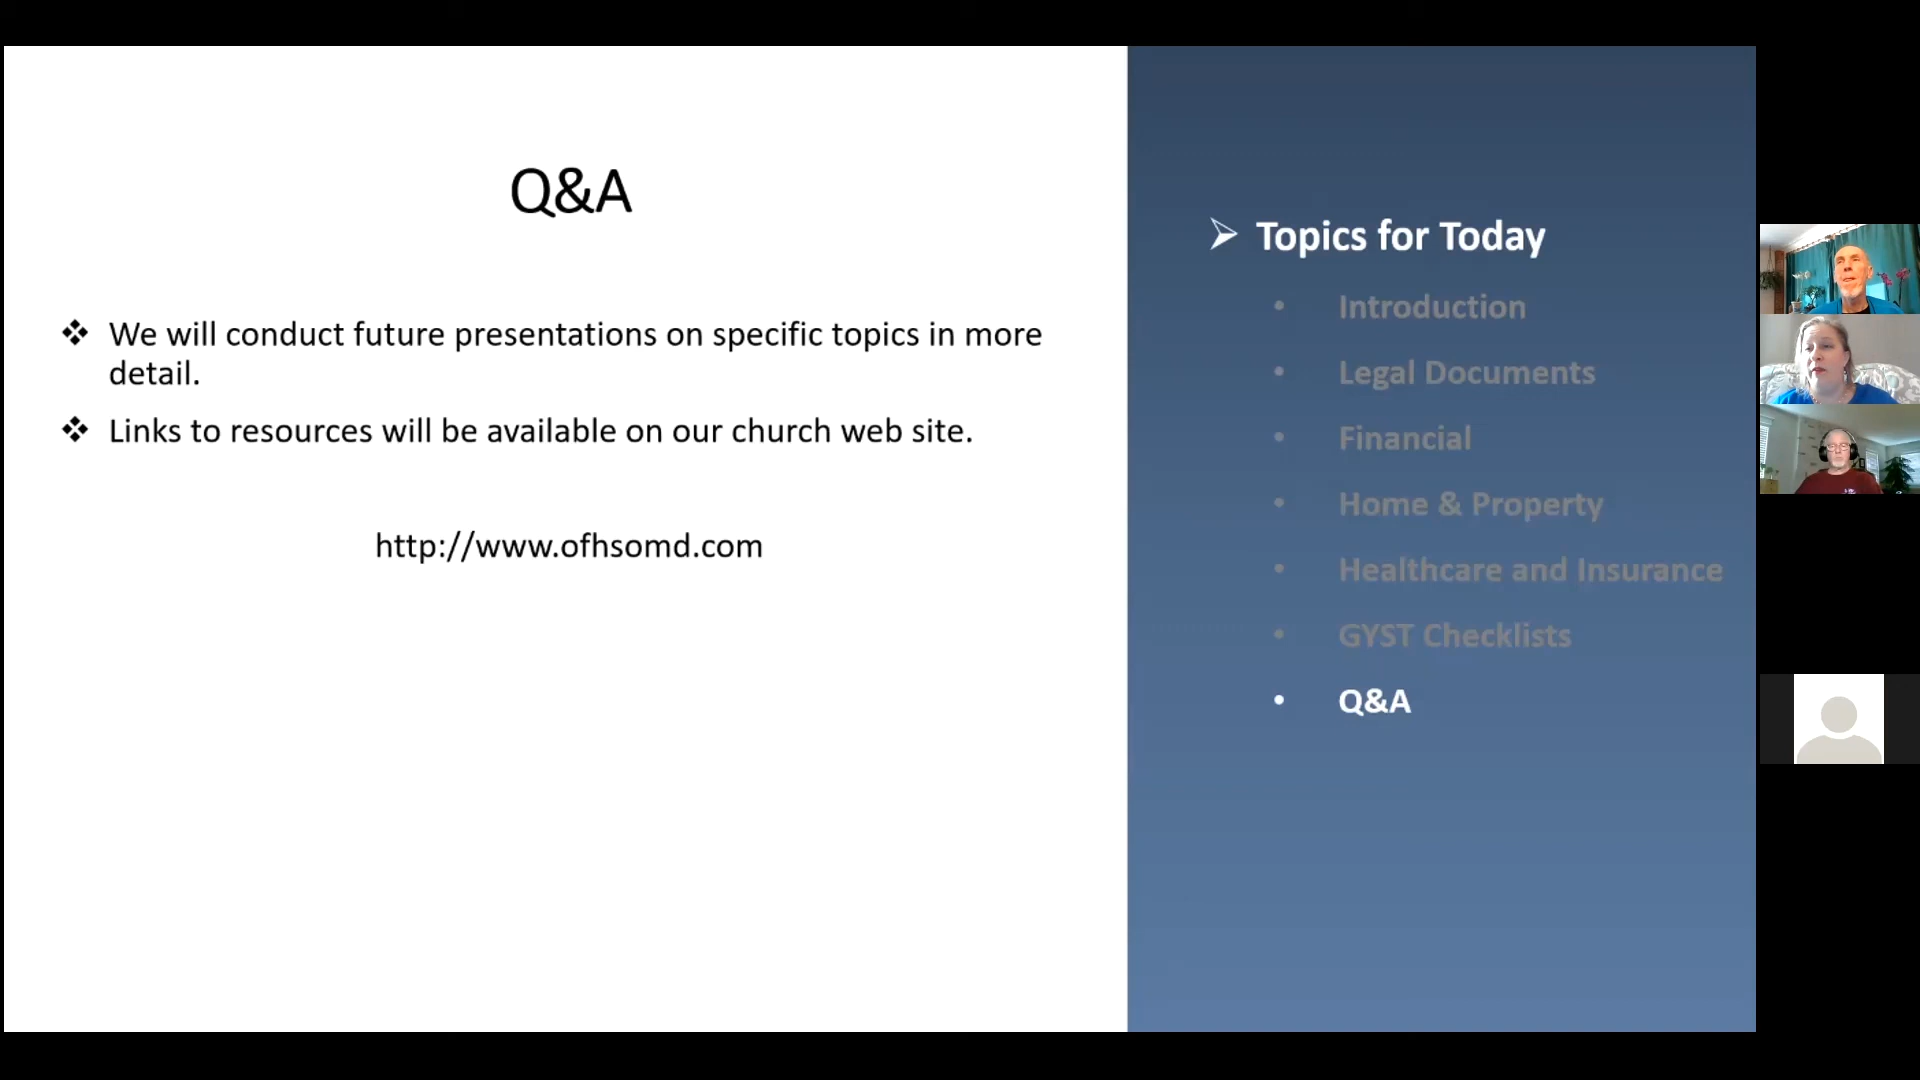 Q&A
❖ We will conduct future presentations on specific topics in more
detail.
❖ Links to resources will be available on our church web site.
http://www.ofhsomd.com
➢ Topics for Today
• Introduction
• Legal Documents
• Financial
• Home & Property
• Healthcare and Insurance
• GYST Checklists
• Q&A